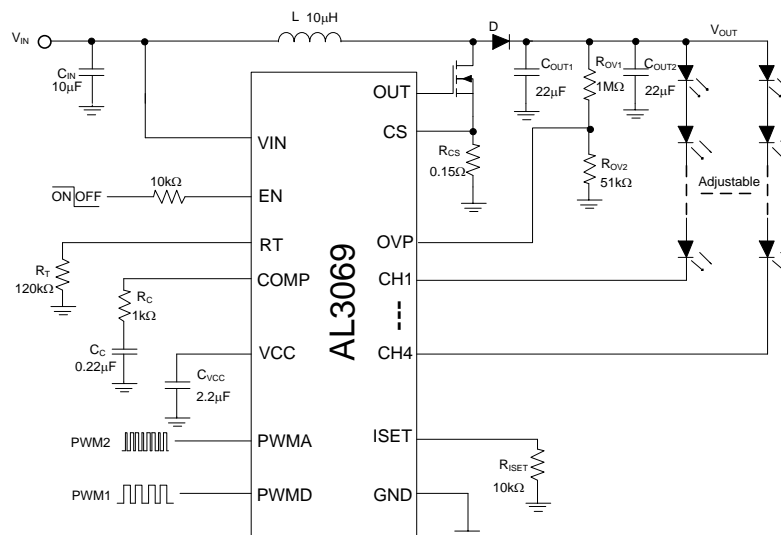 L 10μH
D
VIN
VOUT
CIN
10μF
COUT1
22μF
ROV1
1MΩ
COUT2
22μF
OUT
CS
VIN
RCS
0.15Ω
ROV2
51kΩ
Adjustable
ON OFF
10kΩ
EN
RT
OVP
RT
120kΩ
COMP
CH1
RC
1kΩ
AL3069
CC
0.22μF
VCC
CH4
CVCC
2.2μF
PWM2
PWMA
ISET
RISET
10kΩ
PWM1
PWMD
GND